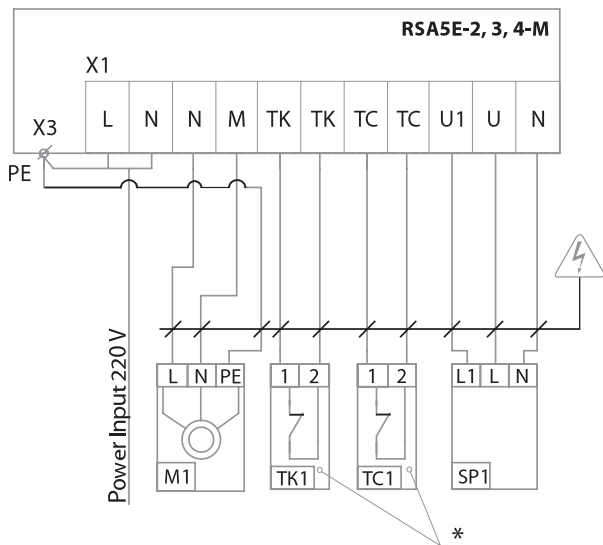 RSA5E-2, 3, 4-M
X1
L N N M TK TK TC TC U1 U N
X3
PE
Power Input 220 V
L N PE 1 2 1 2 L1 L N
M1 TK1 TC1 SP1
*